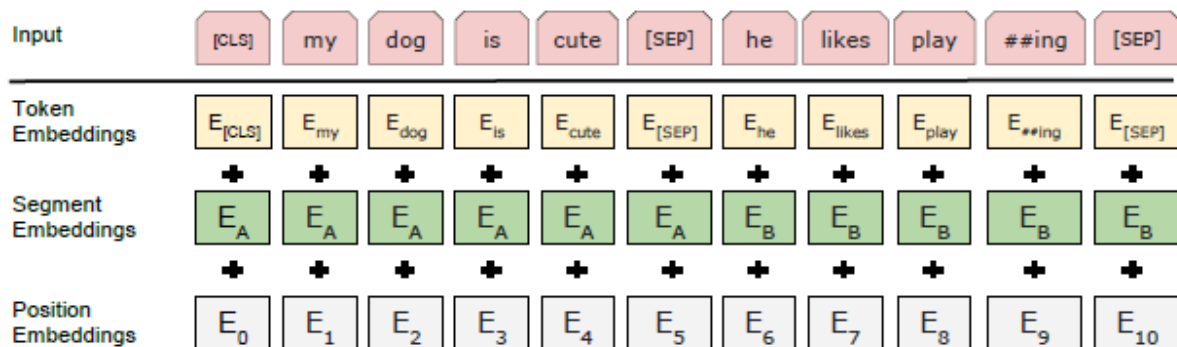 Input [CLS] my dog is cute [SEP] he likes play ##ing [SEP]
Token Embeddings E[CLS] Emy Edog Eis Ecute E[SEP] Ehe Elikes Eplay E##ing E[SEP]
+ + + + + + + + + + +
Segment Embeddings EA EA EA EA EA EA EB EB EB EB EB
+ + + + + + + + + + +
Position Embeddings E0 E1 E2 E3 E4 E5 E6 E7 E8 E9 E10